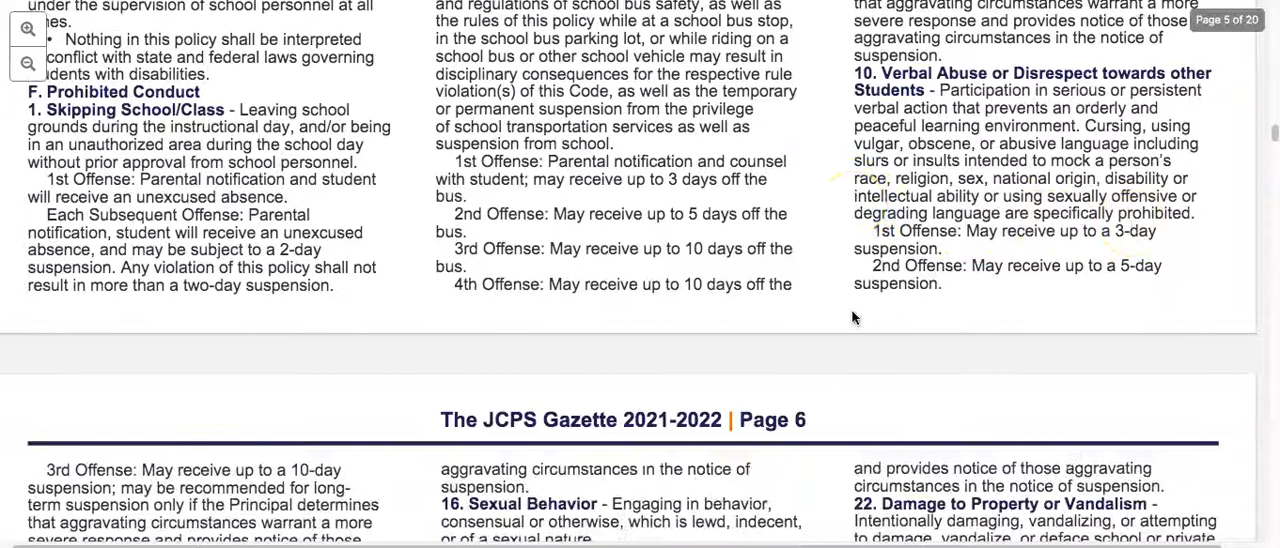 under the supervision of school personnel at all
• Nothing in this policy shall be interpreted
conflict with state and federal laws governing
with disabilities.
F. Prohibited Conduct
1. Skipping School/Class - Leaving school
grounds during the instructional day, and/or being
in an unauthorized area during the school day
without prior approval from school personnel.
1st Offense: Parental notification and student
will receive an unexcused absence.
Each Subsequent Offense: Parental
notification, student will receive an unexcused
absence, and may be subject to a 2-day
suspension. Any violation of this policy shall not
result in more than a two-day suspension.
and regulations of school bus safety, as well as
the rules of this policy while at a school bus stop,
in the school bus parking lot, or while riding on a
school bus or other school vehicle may result in
disciplinary consequences for the respective rule
violation(s) of this Code, as well as the temporary
or permanent suspension from the privilege
of school transportation services as well as
suspension from school.
1st Offense: Parental notification and counsel
with student; may receive up to 3 days off the
bus.
2nd Offense: May receive up to 5 days off the
bus.
3rd Offense: May receive up to 10 days off the
bus.
4th Offense: May receive up to 10 days off the
that aggravating circumstances warrant a more
severe response and provides notice of those
aggravating circumstances in the notice of
suspension.
10. Verbal Abuse or Disrespect towards other
Students - Participation in serious or persistent
verbal action that prevents an orderly and
peaceful learning environment. Cursing, using
vulgar, obscene, or abusive language including
slurs or insults intended to mock a person's
race, religion, sex, national origin, disability or
intellectual ability or using sexually offensive or
degrading language are specifically prohibited.
1st Offense: May receive up to a 3-day
suspension.
2nd Offense: May receive up to a 5-day
suspension.
Page 5 of 20
The JCPS Gazette 2021-2022 | Page 6
3rd Offense: May receive up to a 10-day
suspension; may be recommended for long-
term suspension only if the Principal determines
that aggravating circumstances warrant a more
severe response and provides notice of those
aggravating circumstances in the notice of
suspension.
16. Sexual Behavior - Engaging in behavior,
consensual or otherwise, which is lewd, indecent,
or of a sexual nature.
and provides notice of those aggravating
circumstances in the notice of suspension.
22. Damage to Property or Vandalism -
Intentionally damaging, vandalizing, or attempting
to damage, vandalize, or deface school or private